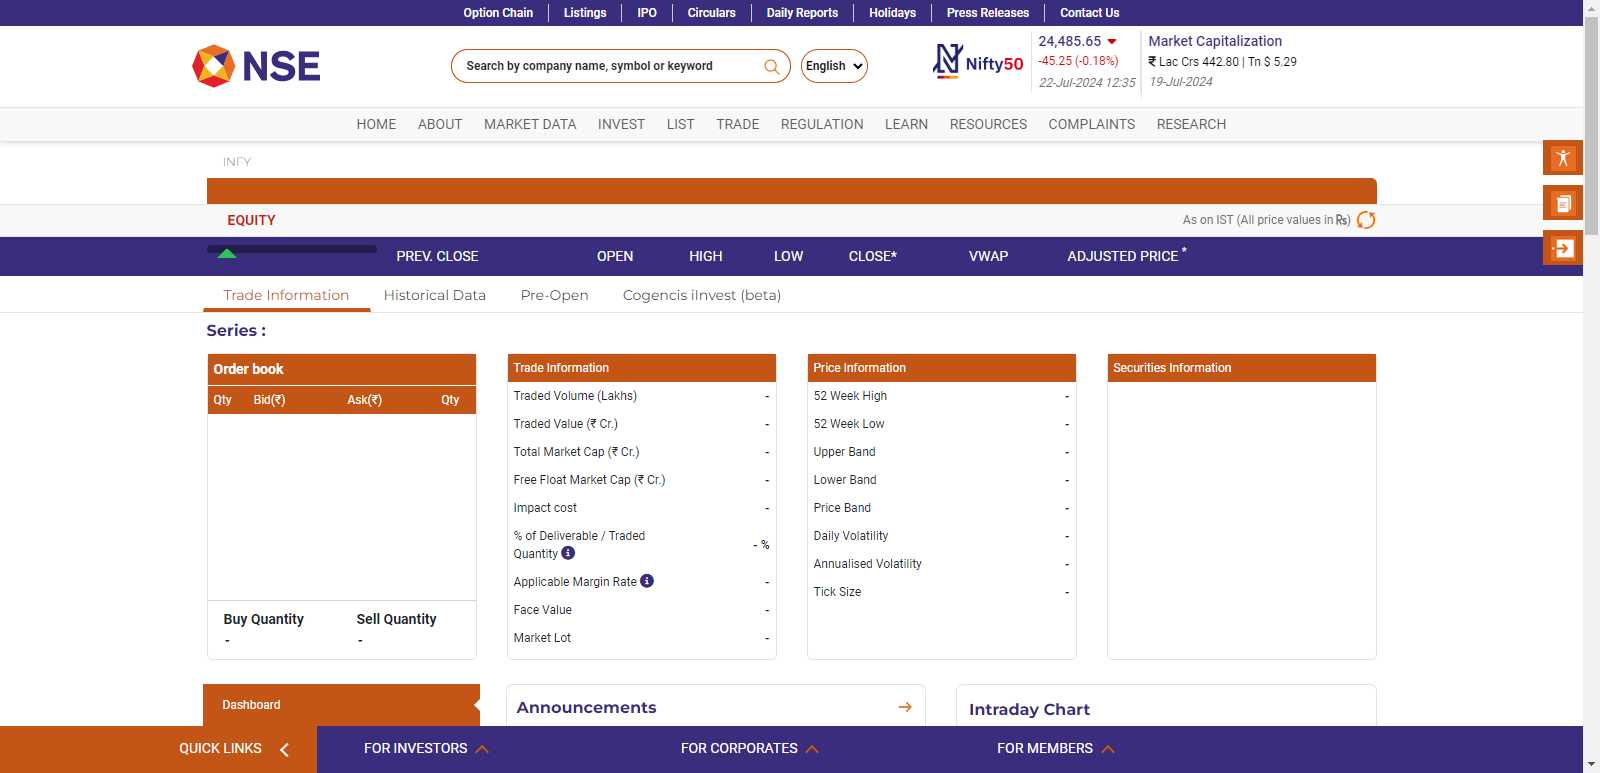 Option Chain
Listings
IPO
Circulars
Daily Reports
Holidays
Press Releases
Contact Us
NSE
Search by company name, symbol or keyword
English
Nifty50
24,485.65
-45.25 (-0.18%)
22-Jul-2024 12:35
Market Capitalization
₹ Lac Crs 442.80 | Tn $ 5.29
19-Jul-2024
HOME
ABOUT
MARKET DATA
INVEST
LIST
TRADE
REGULATION
LEARN
RESOURCES
COMPLAINTS
RESEARCH
EQUITY
As on IST (All price values in ₨)
PREV. CLOSE
OPEN
HIGH
LOW
CLOSE*
VWAP
ADJUSTED PRICE *
Trade Information
Historical Data
Pre-Open
Cogencis iInvest (beta)
Series :
Order book
Qty
Bid(₹)
Ask(₹)
Qty
Buy Quantity
Sell Quantity
-
-
Trade Information
Traded Volume (Lakhs) -
Traded Value (₹ Cr.) -
Total Market Cap (₹ Cr.) -
Free Float Market Cap (₹ Cr.) -
Impact cost -
% of Deliverable / Traded
Quantity - %
Applicable Margin Rate -
Face Value -
Market Lot -
Price Information
52 Week High -
52 Week Low -
Upper Band -
Lower Band -
Price Band -
Daily Volatility -
Annualised Volatility -
Tick Size -
Securities Information
Dashboard
Announcements
Intraday Chart
QUICK LINKS
FOR INVESTORS
FOR CORPORATES
FOR MEMBERS